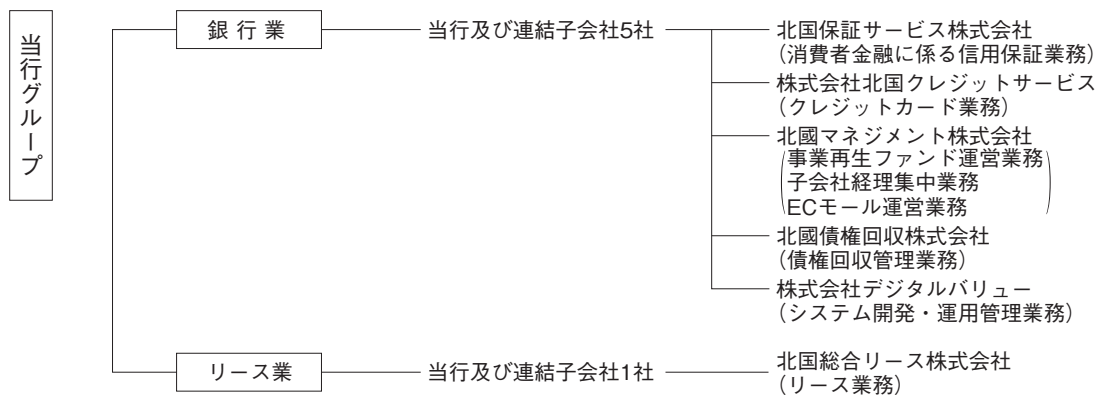 当行グループ
銀行業
当行及び連結子会社5社
北国保証サービス株式会社
(消費者金融に係る信用保証業務)
株式会社北国クレジットサービス
(クレジットカード業務)
北國マネジメント株式会社
(事業再生ファンド運営業務
子会社経理集中業務
ECモール運営業務)
北國債権回収株式会社
(債権回収管理業務)
株式会社デジタルバリュー
(システム開発・運用管理業務)
リース業
当行及び連結子会社1社
北国総合リース株式会社
(リース業務)